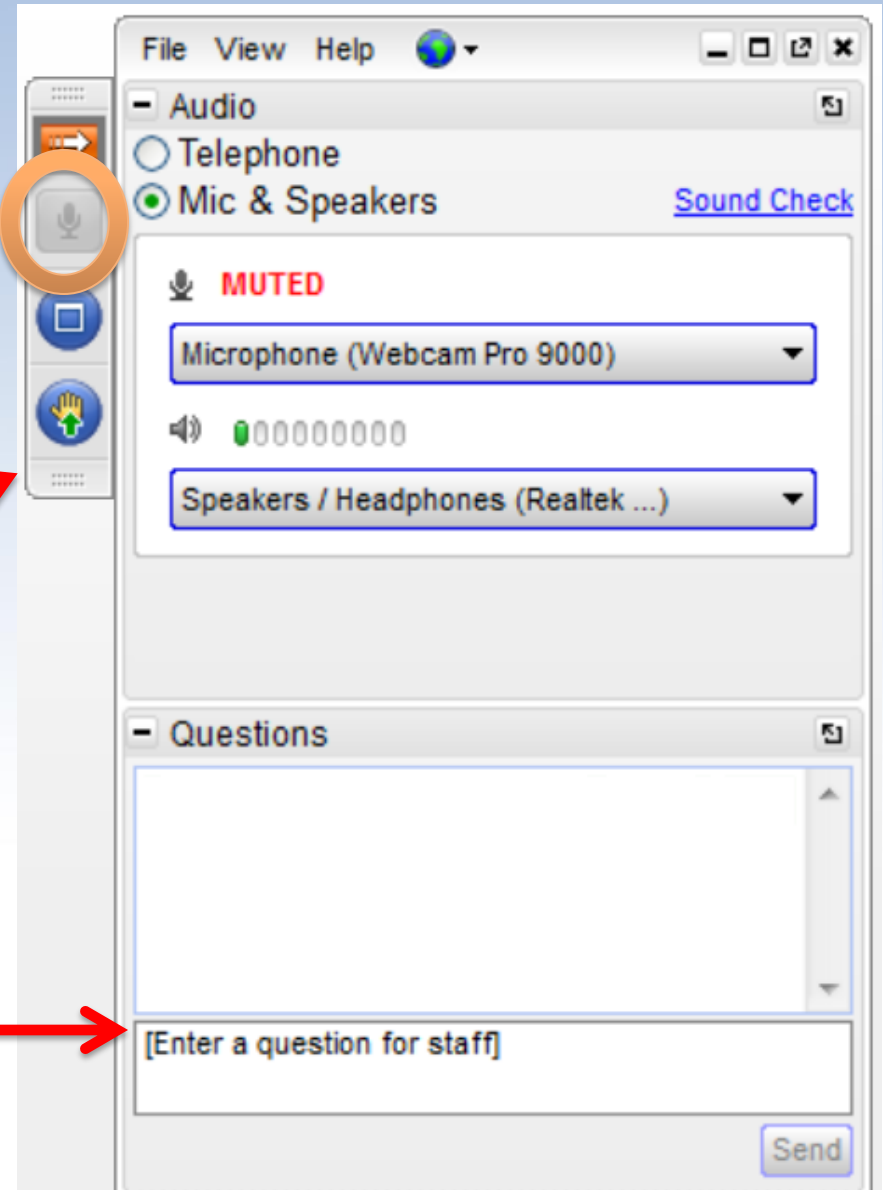 File View Help
Audio
Telephone
Mic & Speakers Sound Check
MUTED
Microphone (Webcam Pro 9000)
Speakers / Headphones (Realtek ...)
Questions
[Enter a question for staff]
Send